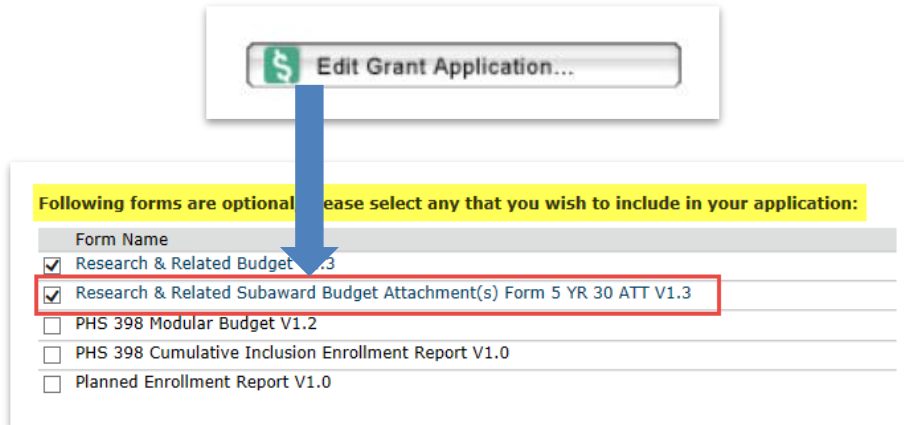 Edit Grant Application...
Following forms are optional, ease select any that you wish to include in your application:
Form Name
Research & Related Budget .3
Research & Related Subaward Budget Attachment(s) Form 5 YR 30 ATT V1.3
PHS 398 Modular Budget V1.2
PHS 398 Cumulative Inclusion Enrollment Report V1.0
Planned Enrollment Report V1.0